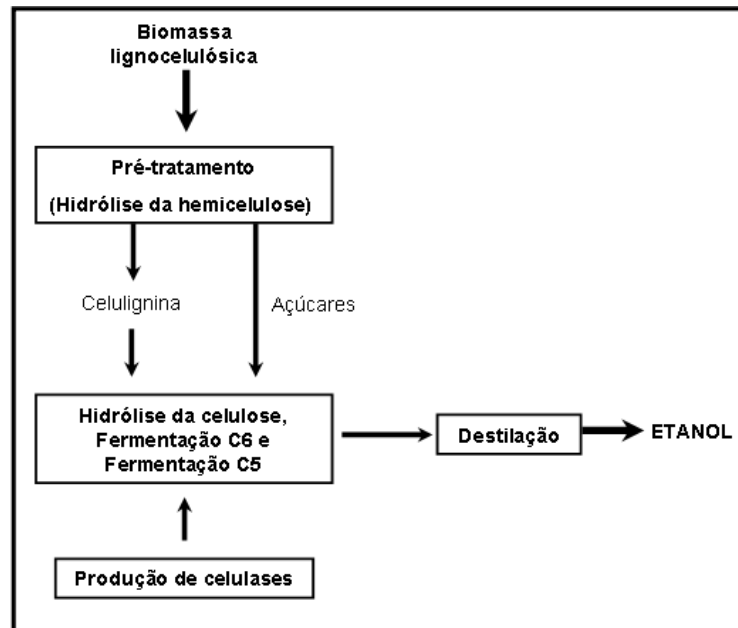 Biomassa
lignocelulósica
Pré-tratamento
(Hidrólise da hemicelulose)
Celulignina
Açúcares
Hidrólise da celulose,
Fermentação C6 e
Fermentação C5
Destilação
ETANOL
Produção de celulases